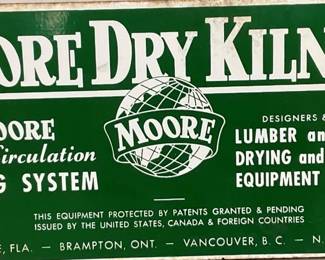 ORE DRY KILN
OORE
Circulation
G SYSTEM
MOORE
DESIGNERS &
LUMBER an
DRYING and
EQUIPMENT
THIS EQUIPMENT PROTECTED BY PATENTS GRANTED & PENDING
ISSUED BY THE UNITED STATES, CANADA & FOREIGN COUNTRIES
E, FLA. — BRAMPTON, ONT. — VANCOUVER, B. C. — N.